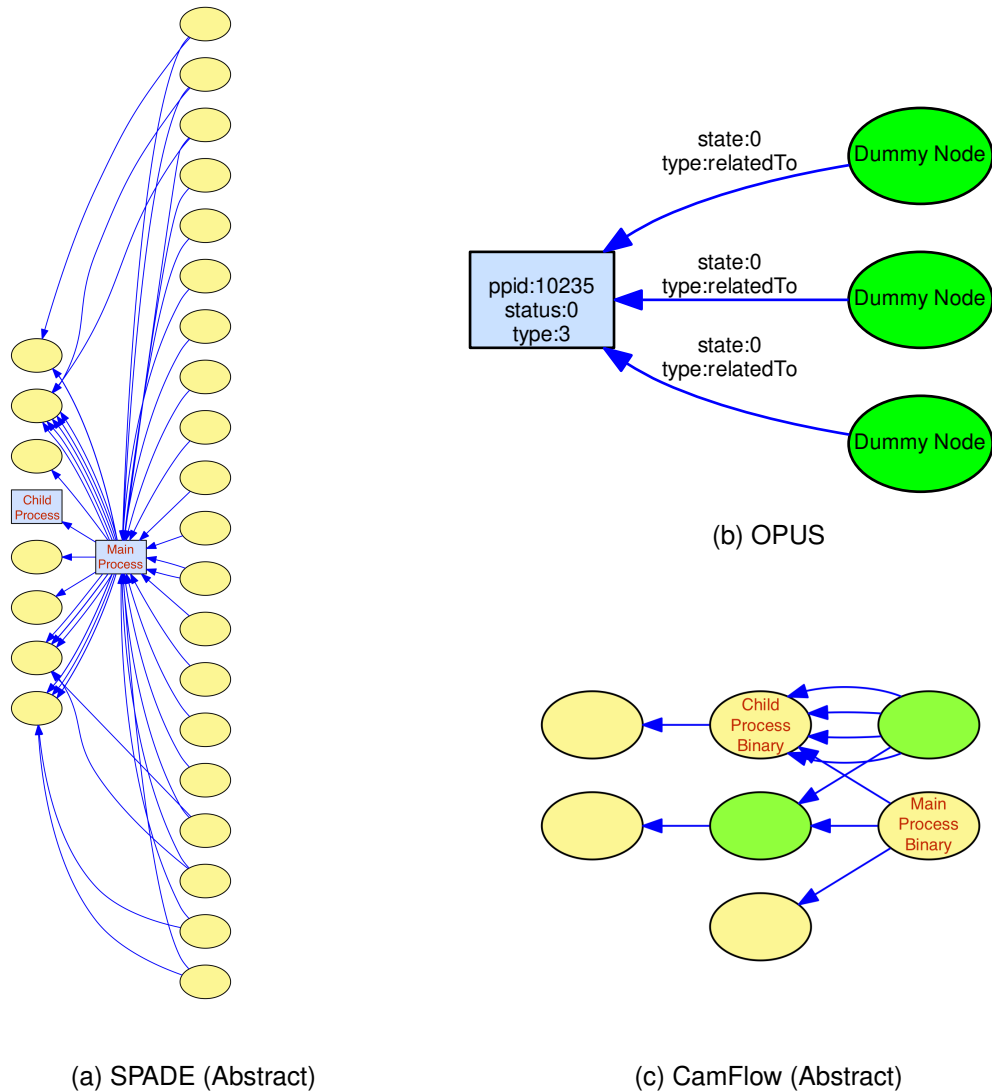 Child
Process
Main
Process
(a) SPADE (Abstract)
state:0
type:relatedTo
Dummy Node
ppid:10235
status:0
type:3
state:0
type:relatedTo
Dummy Node
state:0
type:relatedTo
Dummy Node
(b) OPUS
Child
Process
Binary
Main
Process
Binary
(c) CamFlow (Abstract)